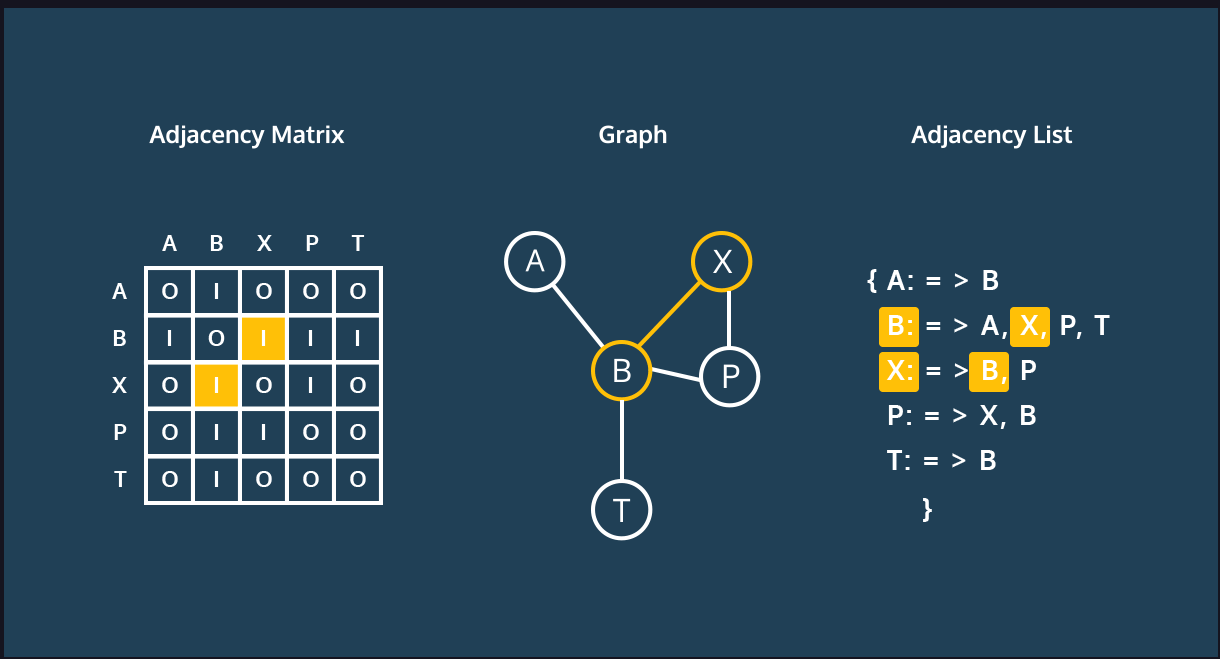 Adjacency Matrix
Graph
Adjacency List
A B X P T
A O I O O O
B I O I I I
X O I O I O
P O I I O O
T O I O O O
A
X
B
P
T
{ A: = > B
B: = > A, X, P, T
X: = > B, P
P: = > X, B
T: = > B
}